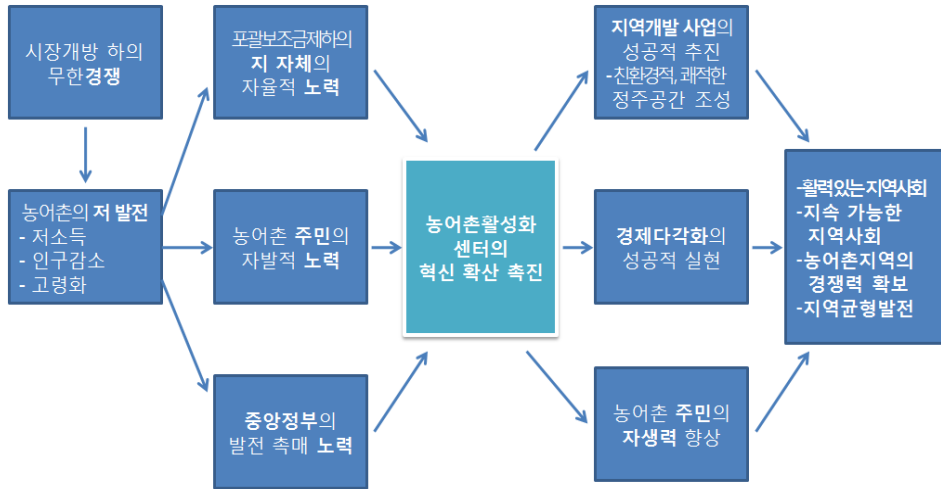 시장개방 하의
무한경쟁
농어촌의 저 발전
- 저소득
- 인구감소
- 고령화
포괄보조금제하의
지 자체의
자율적 노력
농어촌 주민의
자발적 노력
중앙정부의
발전 촉매 노력
농어촌활성화
센터의
혁신 확산 촉진
지역개발 사업의
성공적 추진
-친환경적, 쾌적한
정주공간 조성
경제다각화의
성공적 실현
농어촌 주민의
자생력 향상
-활력있는 지역사회
-지속 가능한
지역사회
-농어촌지역의
경쟁력 확보
-지역균형발전